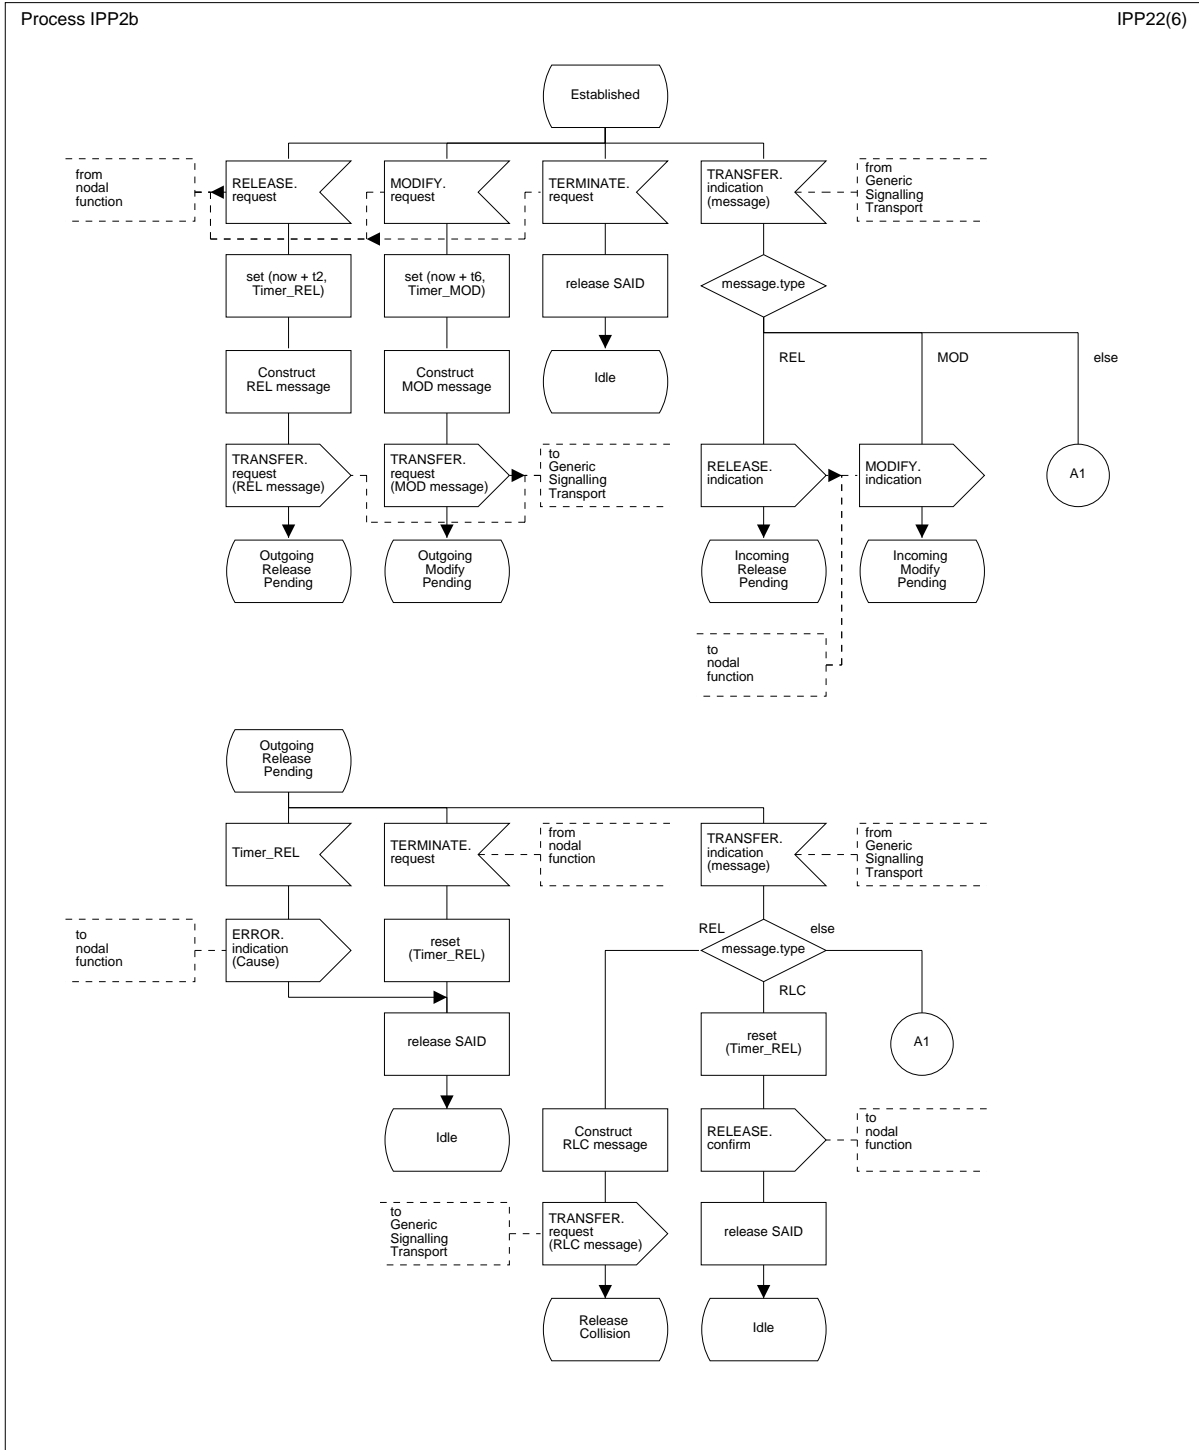 Process IPP2b
IPP22(6)
Established
from
nodal
function
RELEASE.
request
MODIFY.
request
TERMINATE.
request
TRANSFER.
indication
(message)
from
Generic
Signalling
Transport
set (now + t2,
Timer_REL)
set (now + t6,
Timer_MOD)
release SAID
message.type
Construct
REL message
Construct
MOD message
Idle
REL
MOD
else
TRANSFER.
request
(REL message)
TRANSFER.
request
(MOD message)
to
Generic
Signalling
Transport
RELEASE.
indication
MODIFY.
indication
A1
Outgoing
Release
Pending
Outgoing
Modify
Pending
Incoming
Release
Pending
Incoming
Modify
Pending
to
nodal
function
Outgoing
Release
Pending
Timer_REL
TERMINATE.
request
from
nodal
function
TRANSFER.
indication
(message)
from
Generic
Signalling
Transport
to
nodal
function
ERROR.
indication
(Cause)
reset
(Timer_REL)
REL
message.type
else
RLC
release SAID
reset
(Timer_REL)
A1
Idle
Construct
RLC message
RELEASE.
confirm
to
nodal
function
to
Generic
Signalling
Transport
TRANSFER.
request
(RLC message)
release SAID
Release
Collision
Idle